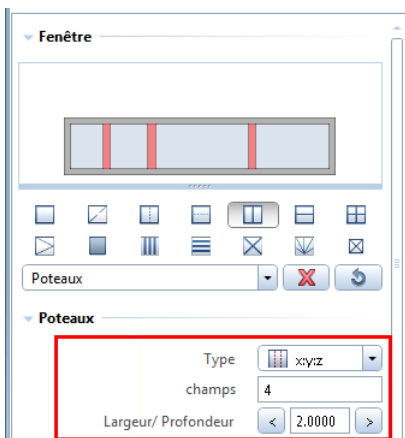 Fenêtre
Poteaux
Poteaux
Type x:y:z
champs 4
Largeur/ Profondeur < 2.0000 >